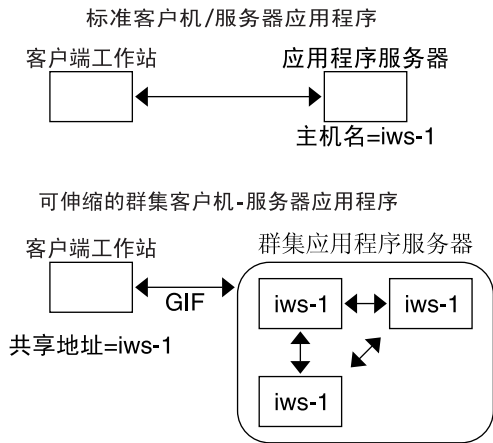 标准客户机/服务器应用程序
客户端工作站
应用程序服务器
主机名=iws-1
可伸缩的群集客户机-服务器应用程序
客户端工作站
群集应用程序服务器
GIF
iws-1
iws-1
共享地址=iws-1
iws-1